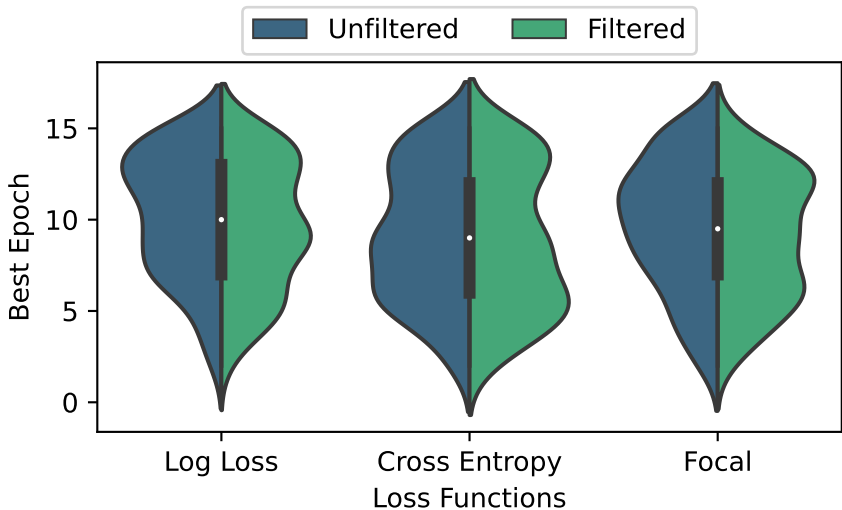 Unfiltered Filtered
Best Epoch
15
10
5
0
Log Loss Cross Entropy Focal
Loss Functions